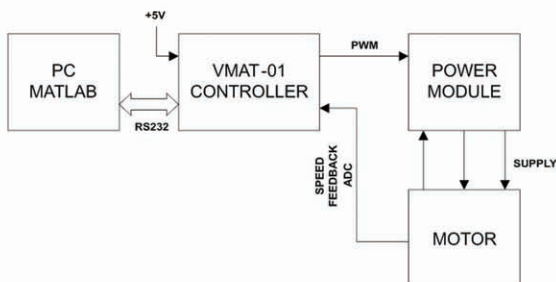 +5V
PC
MATLAB
RS232
VMAT-01
CONTROLLER
PWM
POWER
MODULE
SPEED
FEEDBACK
ADC
SUPPLY
MOTOR